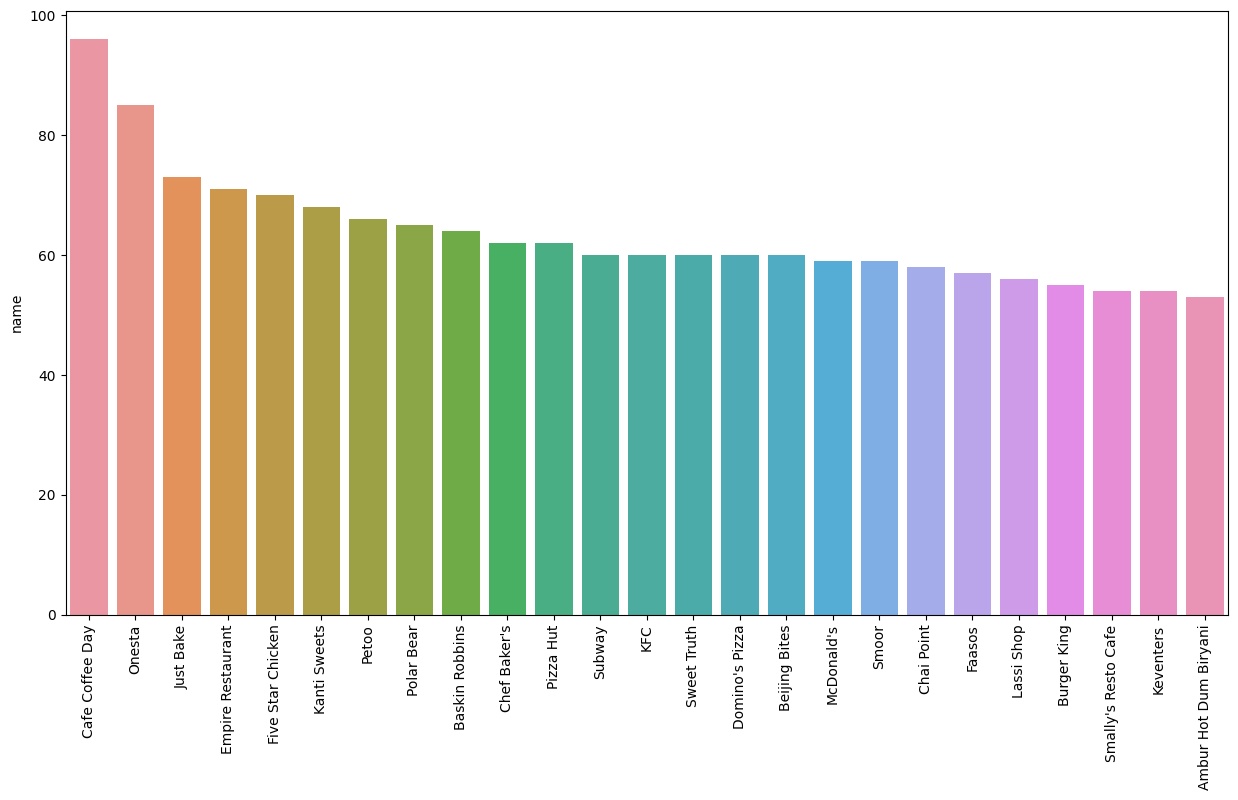 100
80
60
40
20
0
name
Cafe Coffee Day
Onesta
Just Bake
Empire Restaurant
Five Star Chicken
Kanti Sweets
Petoo
Polar Bear
Baskin Robbins
Chef Baker's
Pizza Hut
Subway
KFC
Sweet Truth
Domino's Pizza
Beijing Bites
McDonald's
Smoor
Chai Point
Faasos
Lassi Shop
Burger King
Smally's Resto Cafe
Keventers
Ambur Hot Dum Biryani